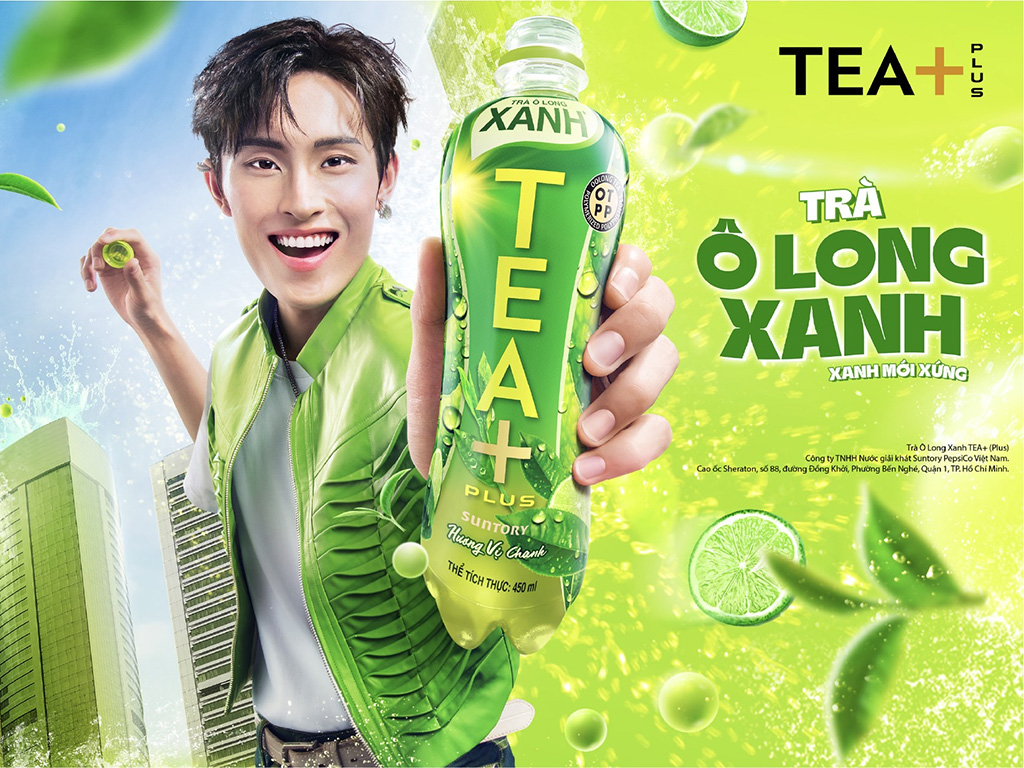 TRÀ Ô LONG
XANH
TEA+
PLUS
SUNTORY
Hương Vị Chanh
THỂ TÍCH THỰC: 450 ml
OTPP
TEA+
PLUS
TRÀ
Ô LONG
XANH
XANH MỚI XỨNG
Trà Ô Long Xanh TEA+ (Plus)
Công ty TNHH Nước giải khát Suntory PepsiCo Việt Nam.
Cao ốc Sheraton, số 88, đường Đồng Khởi, Phường Bến Nghé, Quận 1, TP. Hồ Chí Minh.